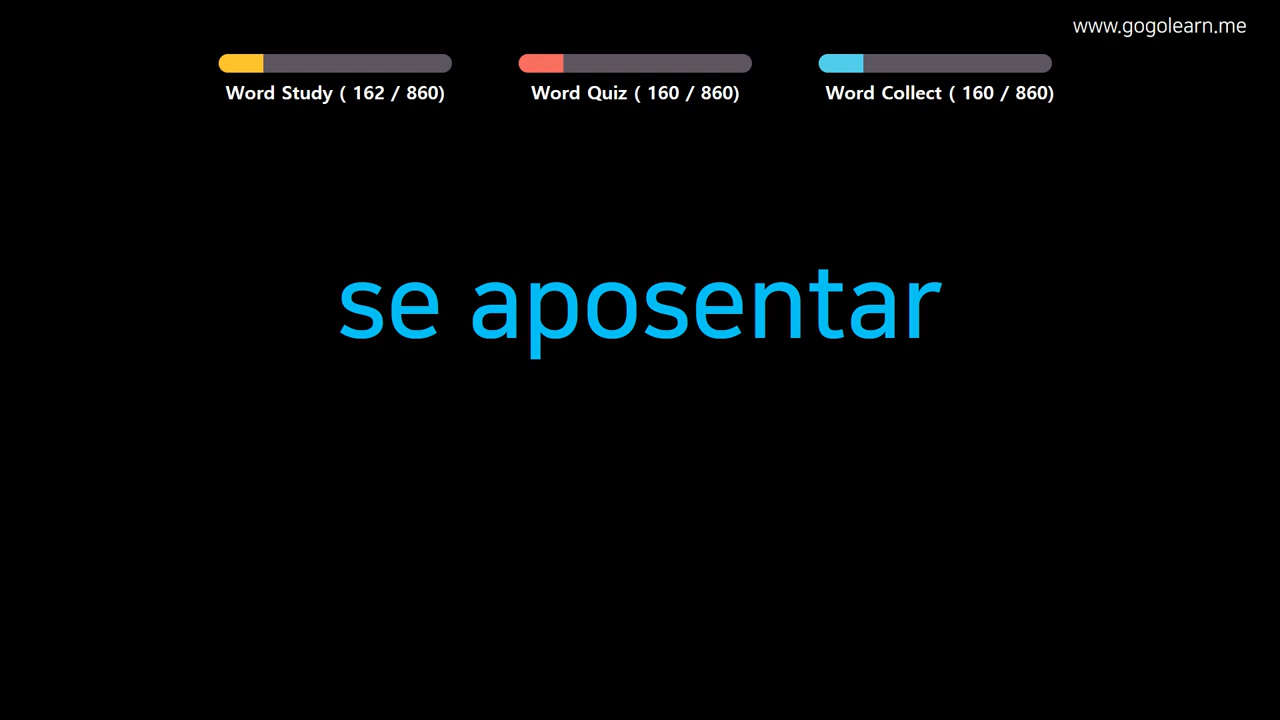 www.gogolearn.me
Word Study ( 162 / 860)
Word Quiz ( 160 / 860)
Word Collect ( 160 / 860)
se aposentar